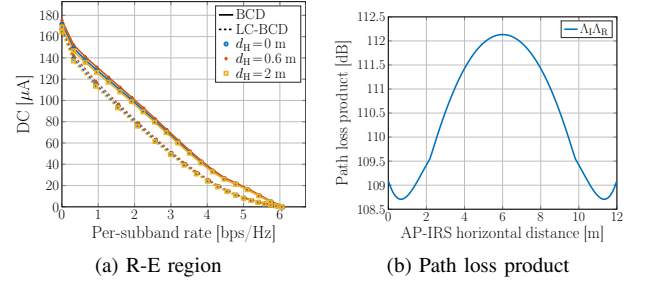 180
160
140
120
100
80
60
40
20
0
DC [μA]
0 1 2 3 4 5 6
Per-subband rate [bps/Hz]
BCD
LC-BCD
d_H=0 m
d_H=0.6 m
d_H=2 m
(a) R-E region
112.5
112
111.5
111
110.5
110
109.5
109
108.5
Path loss product [dB]
0 2 4 6 8 10 12
AP-IRS horizontal distance [m]
Λ_IΛ_R
(b) Path loss product